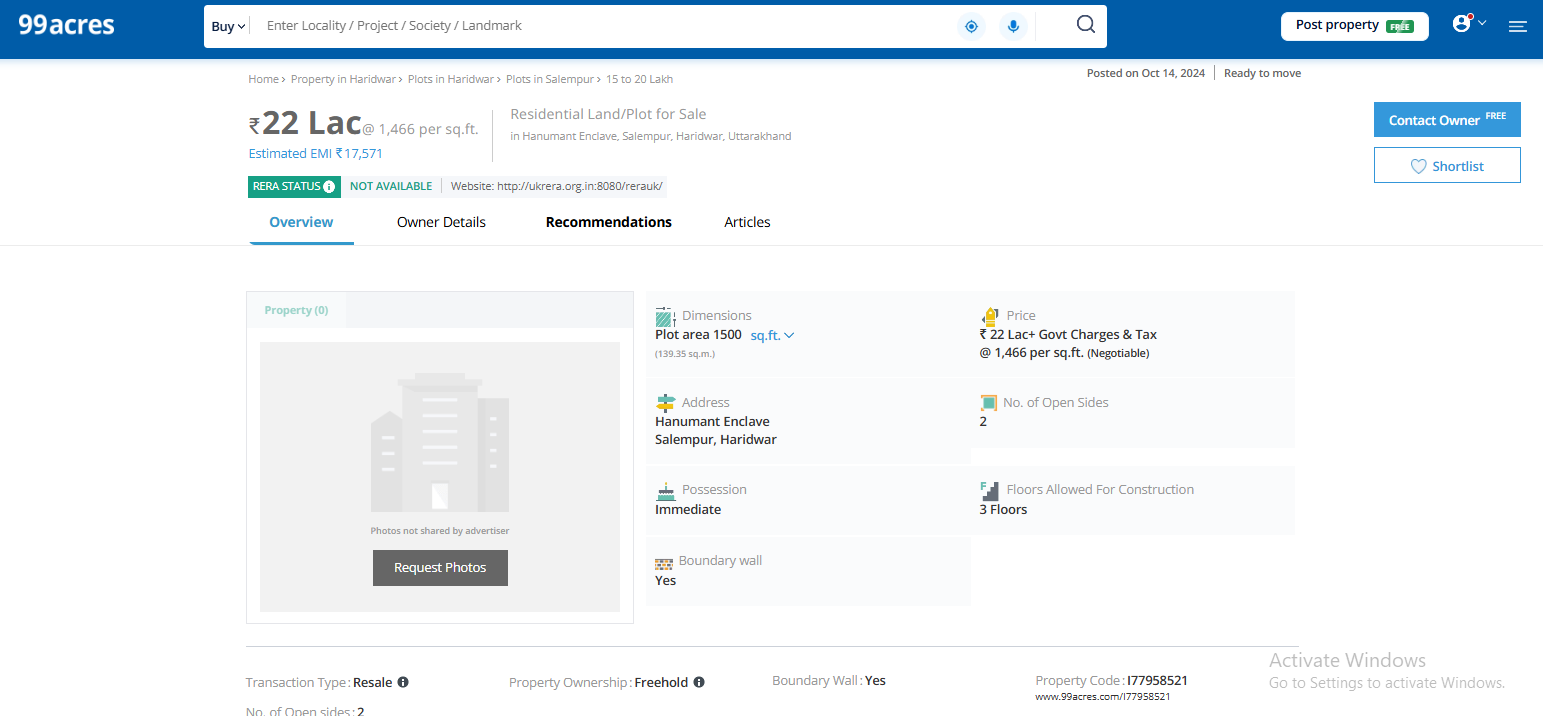 99acres
Buy
Enter Locality / Project / Society / Landmark
Post property FREE
Home › Property in Haridwar › Plots in Haridwar › Plots in Salempur › 15 to 20 Lakh
Posted on Oct 14, 2024 | Ready to move
₹22 Lac @ 1,466 per sq.ft.
Estimated EMI ₹17,571
Residential Land/Plot for Sale
in Hanumant Enclave, Salempur, Haridwar, Uttarakhand
Contact Owner FREE
Shortlist
RERA STATUS NOT AVAILABLE Website: http://ukrera.org.in:8080/rerauk/
Overview Owner Details Recommendations Articles
Property (0)
Photos not shared by advertiser
Request Photos
Dimensions
Plot area 1500 sq.ft.
(139.35 sq.m.)
Price
₹ 22 Lac+ Govt Charges & Tax
@ 1,466 per sq.ft. (Negotiable)
Address
Hanumant Enclave
Salempur, Haridwar
No. of Open Sides
2
Possession
Immediate
F
Floors Allowed For Construction
3 Floors
Boundary wall
Yes
Transaction Type : Resale
Property Ownership : Freehold
Boundary Wall : Yes
Property Code : I77958521
www.99acres.com/I77958521
No. of Open sides : 2
Activate Windows
Go to Settings to activate Windows.